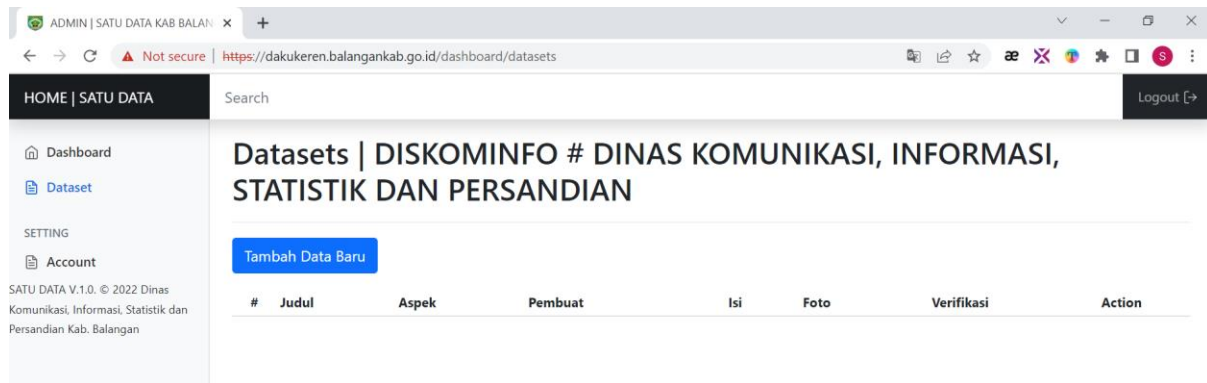 ADMIN | SATU DATA KAB BALAN
Not secure | https://dakukeren.balangankab.go.id/dashboard/datasets
S
HOME | SATU DATA
Search
Logout
Dashboard
Dataset
SETTING
Account
SATU DATA V.1.0. © 2022 Dinas
Komunikasi, Informasi, Statistik dan
Persandian Kab. Balangan
Datasets | DISKOMINFO # DINAS KOMUNIKASI, INFORMASI,
STATISTIK DAN PERSANDIAN
Tambah Data Baru
# Judul Aspek Pembuat Isi Foto Verifikasi Action